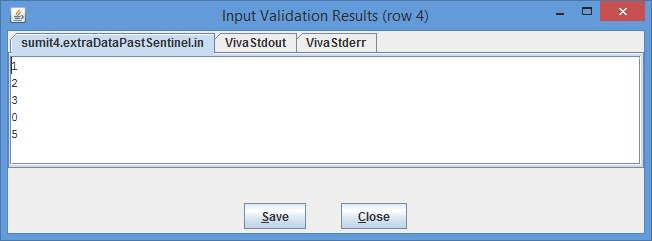 Input Validation Results (row 4)
sumit4.extraDataPastSentinel.in VivaStdout VivaStderr
1
2
3
0
5
Save Close